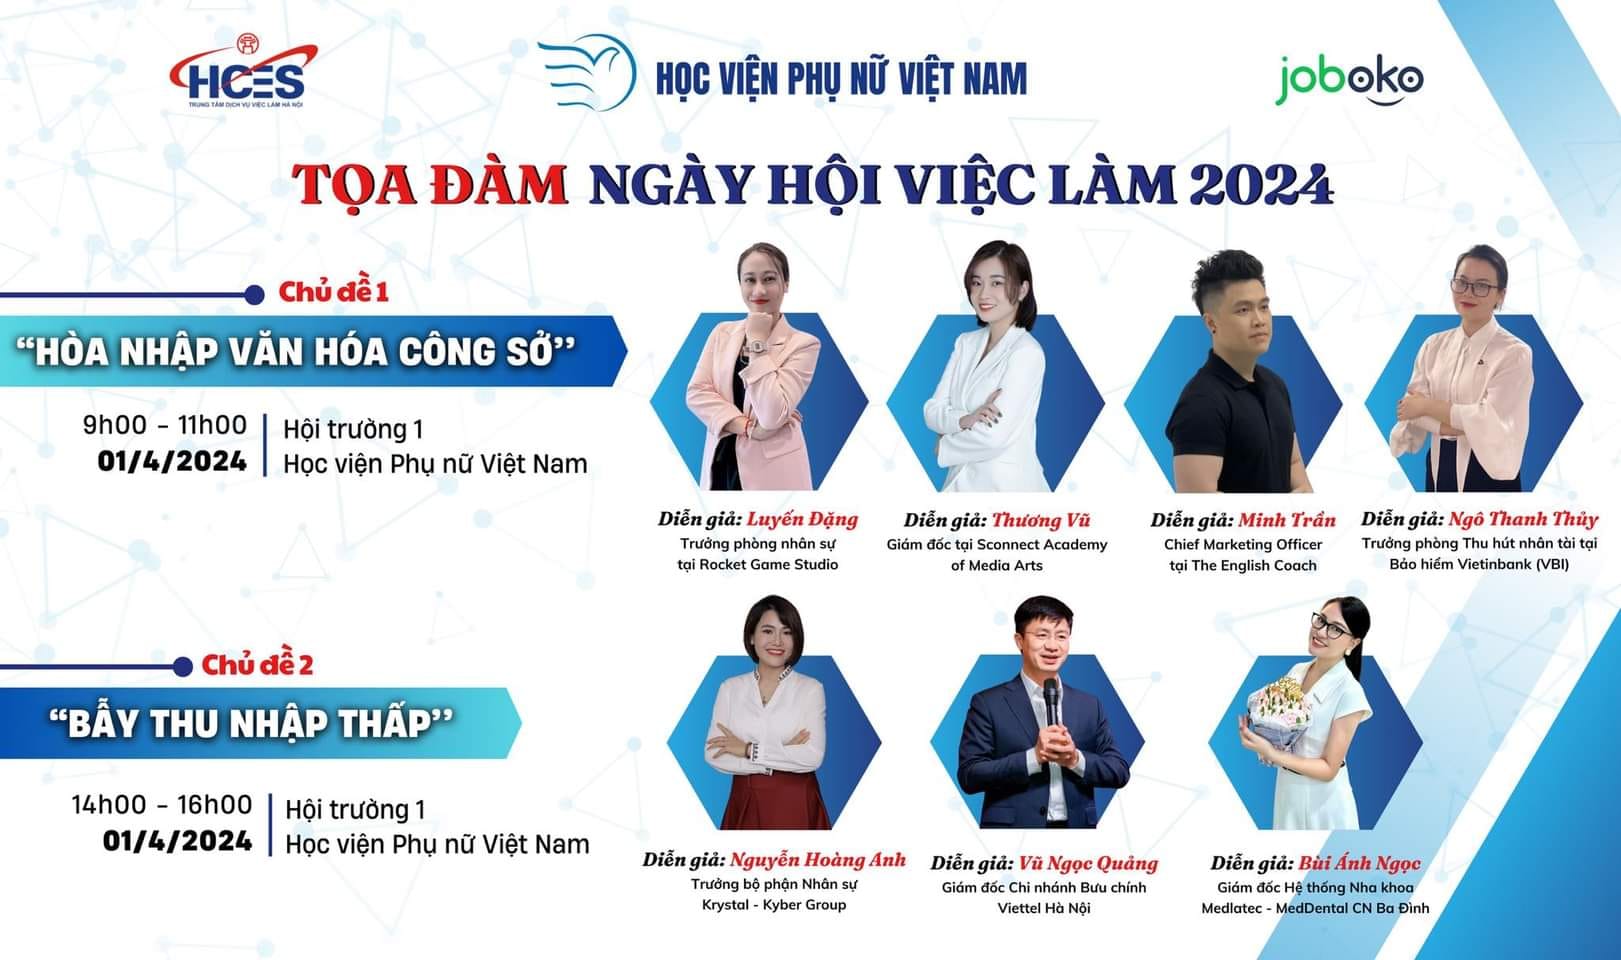 HCES
TRUNG TÂM DỊCH VỤ VIỆC LÀM HÀ NỘI
HỌC VIỆN PHỤ NỮ VIỆT NAM
joboko
TỌA ĐÀM NGÀY HỘI VIỆC LÀM 2024
Chủ đề 1
“HÒA NHẬP VĂN HÓA CÔNG SỞ’’
9h00 - 11h00
01/4/2024
Hội trường 1
Học viện Phụ nữ Việt Nam
Diễn giả: Luyến Đặng
Trưởng phòng nhân sự
tại Rocket Game Studio
Diễn giả: Thương Vũ
Giám đốc tại Sconnect Academy
of Media Arts
Diễn giả: Minh Trần
Chief Marketing Officer
tại The English Coach
Diễn giả: Ngô Thanh Thủy
Trưởng phòng Thu hút nhân tài tại
Bảo hiểm Vietinbank (VBI)
Chủ đề 2
“BẪY THU NHẬP THẤP’’
14h00 - 16h00
01/4/2024
Hội trường 1
Học viện Phụ nữ Việt Nam
Diễn giả: Nguyễn Hoàng Anh
Trưởng bộ phận Nhân sự
Krystal - Kyber Group
Diễn giả: Vũ Ngọc Quảng
Giám đốc Chi nhánh Bưu chính
Viettel Hà Nội
Diễn giả: Bùi Ánh Ngọc
Giám đốc Hệ thống Nha khoa
Medlatec - MedDental CN Ba Đình